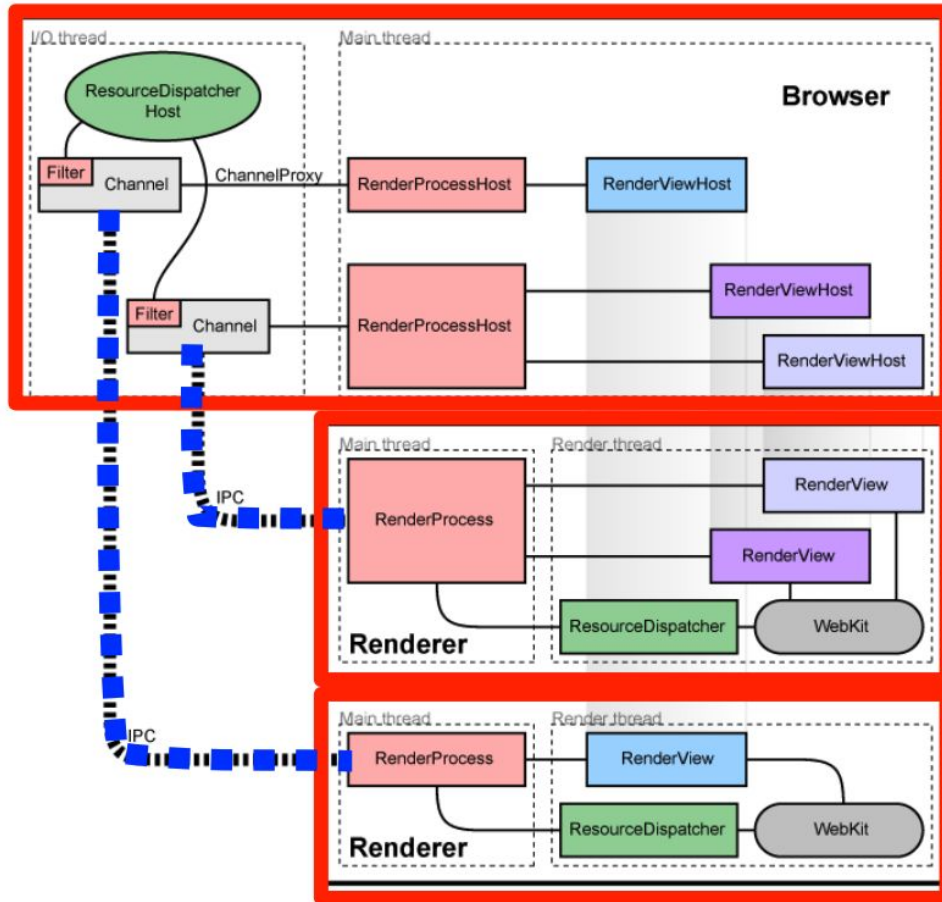 I/O thread
Main thread
ResourceDispatcher
Host
Browser
Filter
Channel
ChannelProxy
RenderProcessHost
RenderViewHost
Filter
Channel
RenderProcessHost
RenderViewHost
RenderViewHost
Main thread
Render thread
IPC
RenderProcess
RenderView
RenderView
Renderer
ResourceDispatcher
WebKit
Main thread
Render thread
IPC
RenderProcess
RenderView
Renderer
ResourceDispatcher
WebKit